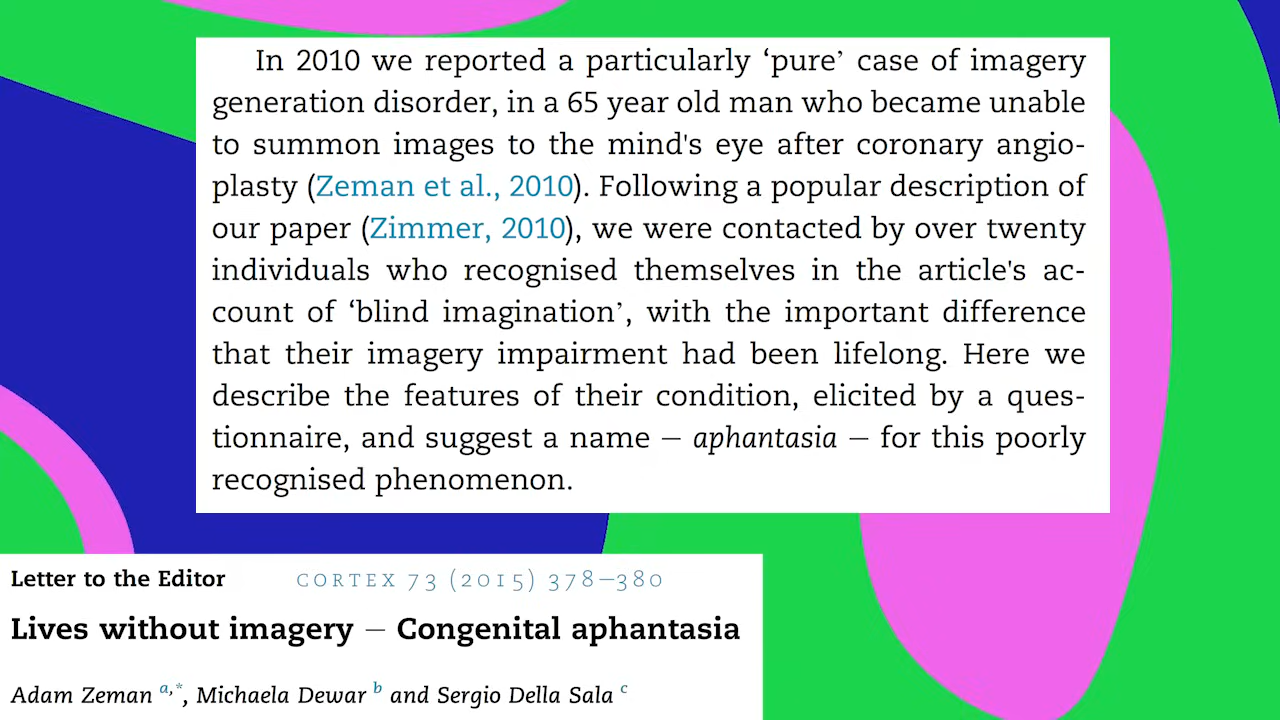 In 2010 we reported a particularly ‘pure’ case of imagery
generation disorder, in a 65 year old man who became unable
to summon images to the mind's eye after coronary angio-
plasty (Zeman et al., 2010). Following a popular description of
our paper (Zimmer, 2010), we were contacted by over twenty
individuals who recognised themselves in the article's ac-
count of ‘blind imagination’, with the important difference
that their imagery impairment had been lifelong. Here we
describe the features of their condition, elicited by a ques-
tionnaire, and suggest a name – aphantasia – for this poorly
recognised phenomenon.
Letter to the Editor CORTEX 73 (2015) 378–380
Lives without imagery – Congenital aphantasia
Adam Zeman a,*, Michaela Dewar b and Sergio Della Sala c